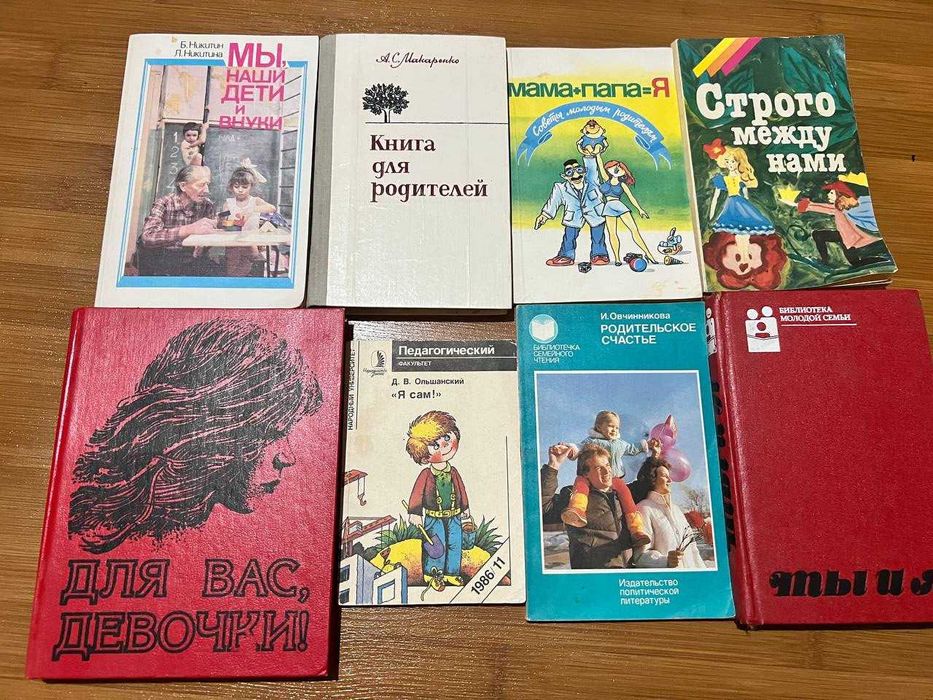 Б. Никитин
Л. Никитина
МЫ,
НАШИ
ДЕТИ
И
ВНУКИ
А.С. Макаренко
Книга
для
родителей
мама+папа=Я
Советы молодым родителям
Строго
между
нами
ДЛЯ ВАС,
ДЕВОЧКИ!
НАРОДНЫЙ УНИВЕРСИТЕТ
Педагогический
ФАКУЛЬТЕТ
Д. В. Ольшанский
«Я сам!»
1986/11
БИБЛИОТЕЧКА
СЕМЕЙНОГО
ЧТЕНИЯ
И. Овчинникова
РОДИТЕЛЬСКОЕ
СЧАСТЬЕ
Издательство
политической
литературы
БИБЛИОТЕКА
МОЛОДОЙ СЕМЬИ
ТЫ И Я